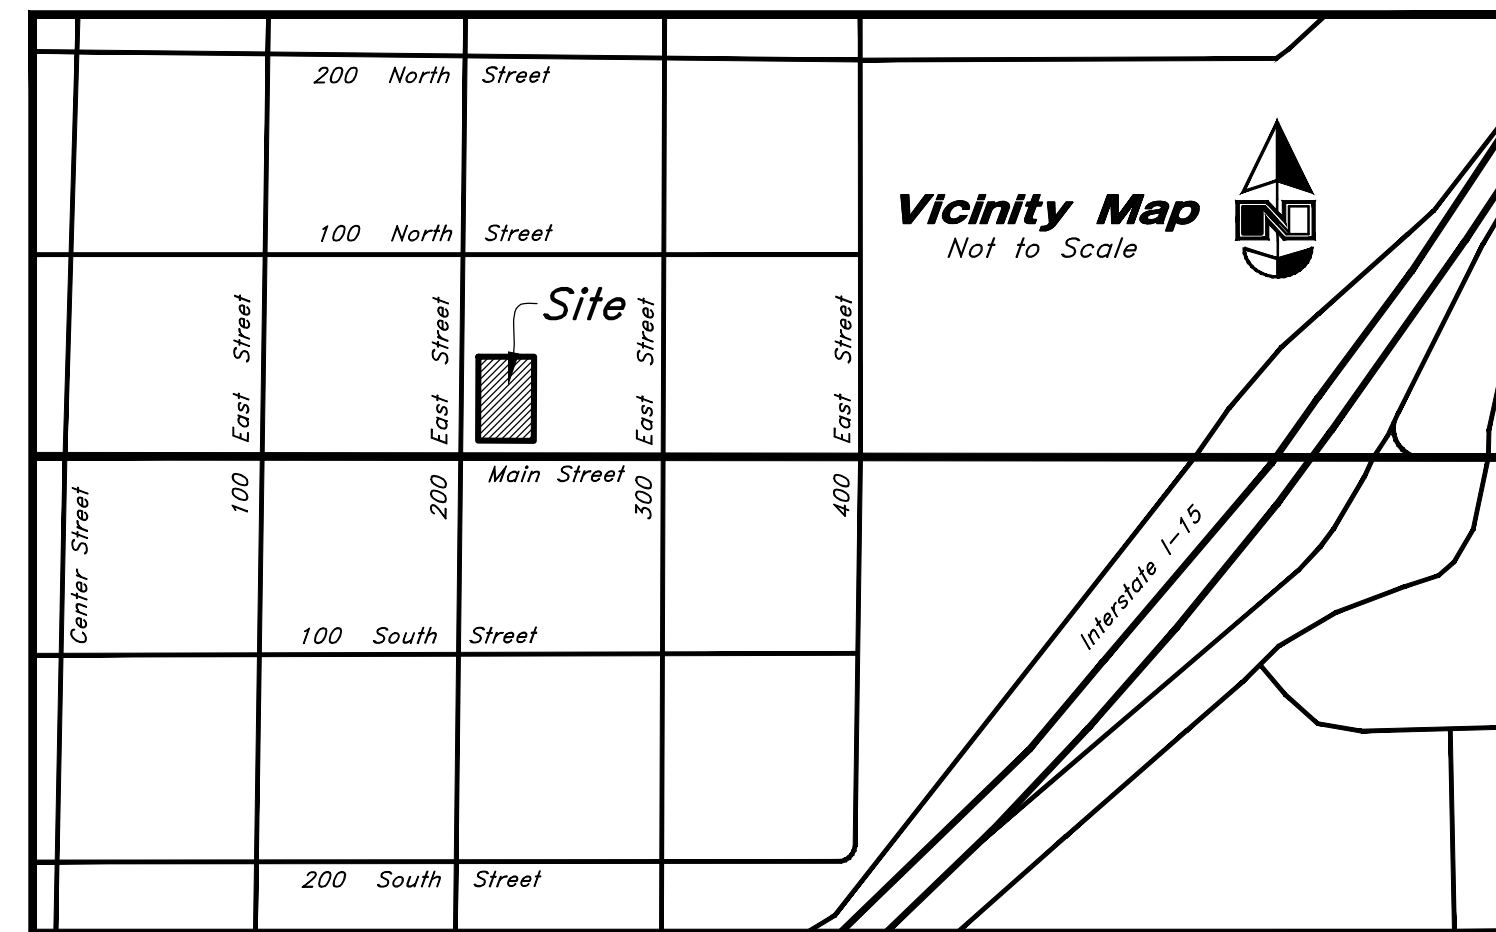 200 North Street
100 North Street
Vicinity Map
Not to Scale
N
Site
100 East Street
200 East Street
300 East Street
400 East Street
Main Street
Center Street
Interstate I-15
100 South Street
200 South Street